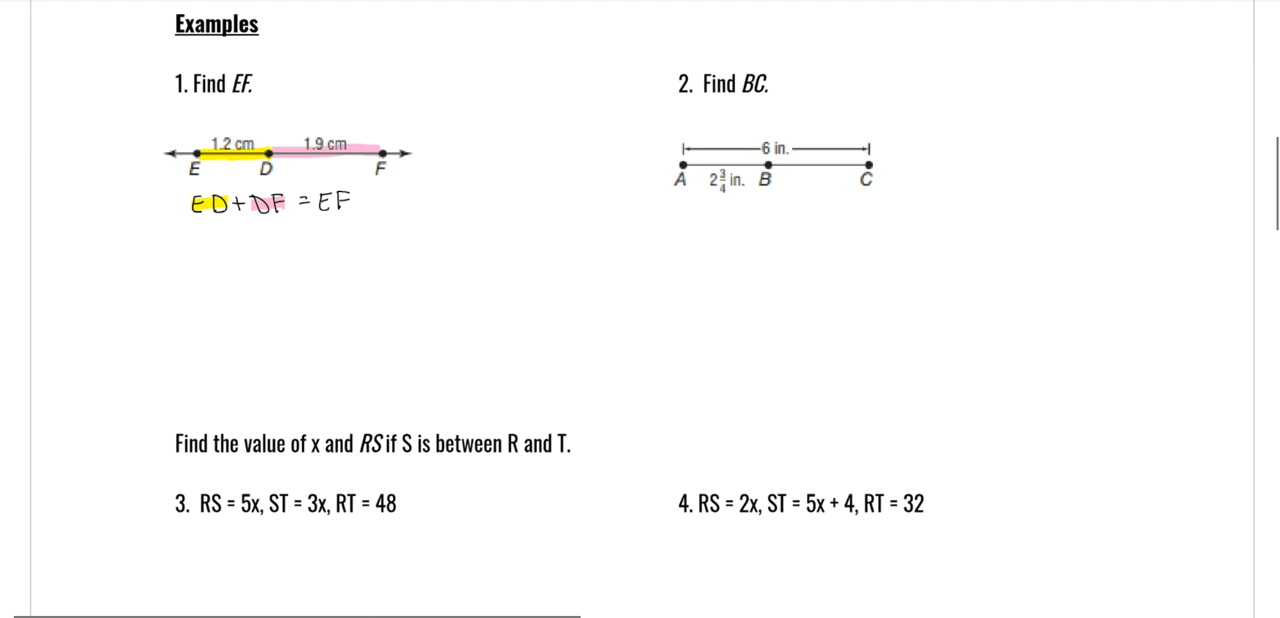 Examples
1. Find EF.
1.2 cm 1.9 cm
E D F
ED + DF = EF
2. Find BC.
6 in.
A 2 3/4 in. B C
Find the value of x and RS if S is between R and T.
3. RS = 5x, ST = 3x, RT = 48
4. RS = 2x, ST = 5x + 4, RT = 32